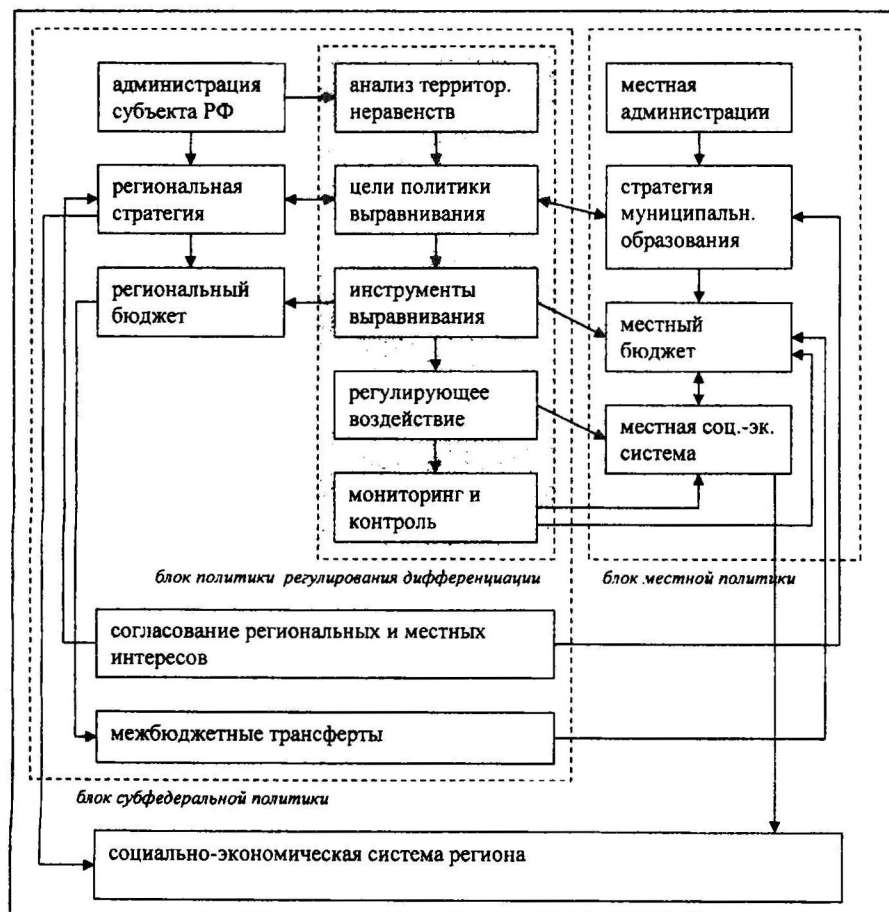 администрация
субъекта РФ
анализ территор.
неравенств
местная
администрации
региональная
стратегия
цели политики
выравнивания
стратегия
муниципальн.
образования
региональный
бюджет
инструменты
выравнивания
местный
бюджет
регулирующее
воздействие
местная соц.-эк.
система
мониторинг и
контроль
блок политики регулирования дифференциации
блок местной политики
согласование региональных и местных
интересов
межбюджетные трансферты
блок субфедеральной политики
социально-экономическая система региона